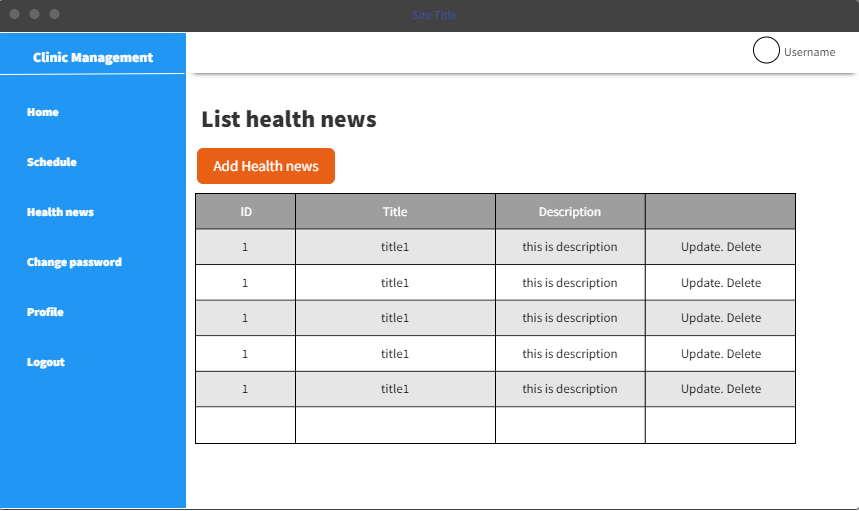 Site Title
Clinic Management
Username
Home
Schedule
Health news
Change password
Profile
Logout
List health news
Add Health news
ID Title Description
1 title1 this is description Update. Delete
1 title1 this is description Update. Delete
1 title1 this is description Update. Delete
1 title1 this is description Update. Delete
1 title1 this is description Update. Delete